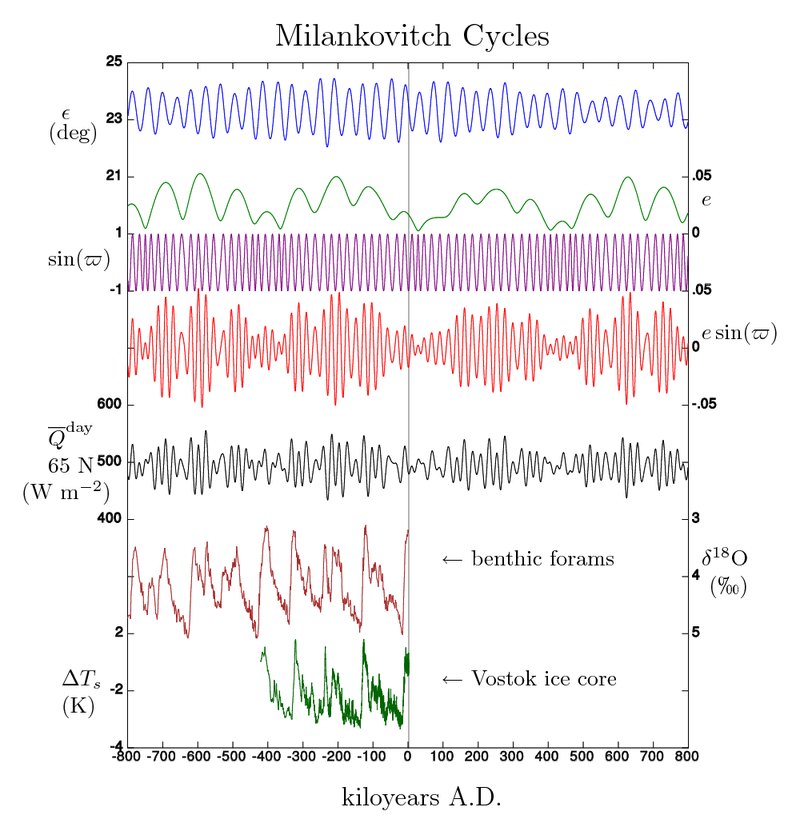 Milankovitch Cycles
25
ε
(deg)
23
21
.05
e
1
0
sin(ϖ)
-1
.05
0
e sin(ϖ)
600
-.05
Q̅ day
65 N
(W m⁻²)
500
400
3
← benthic forams
δ¹⁸O
4
(‰)
2
5
ΔTₛ
(K)
-2
← Vostok ice core
-4
-800 -700 -600 -500 -400 -300 -200 -100 0 100 200 300 400 500 600 700 800
kiloyears A.D.